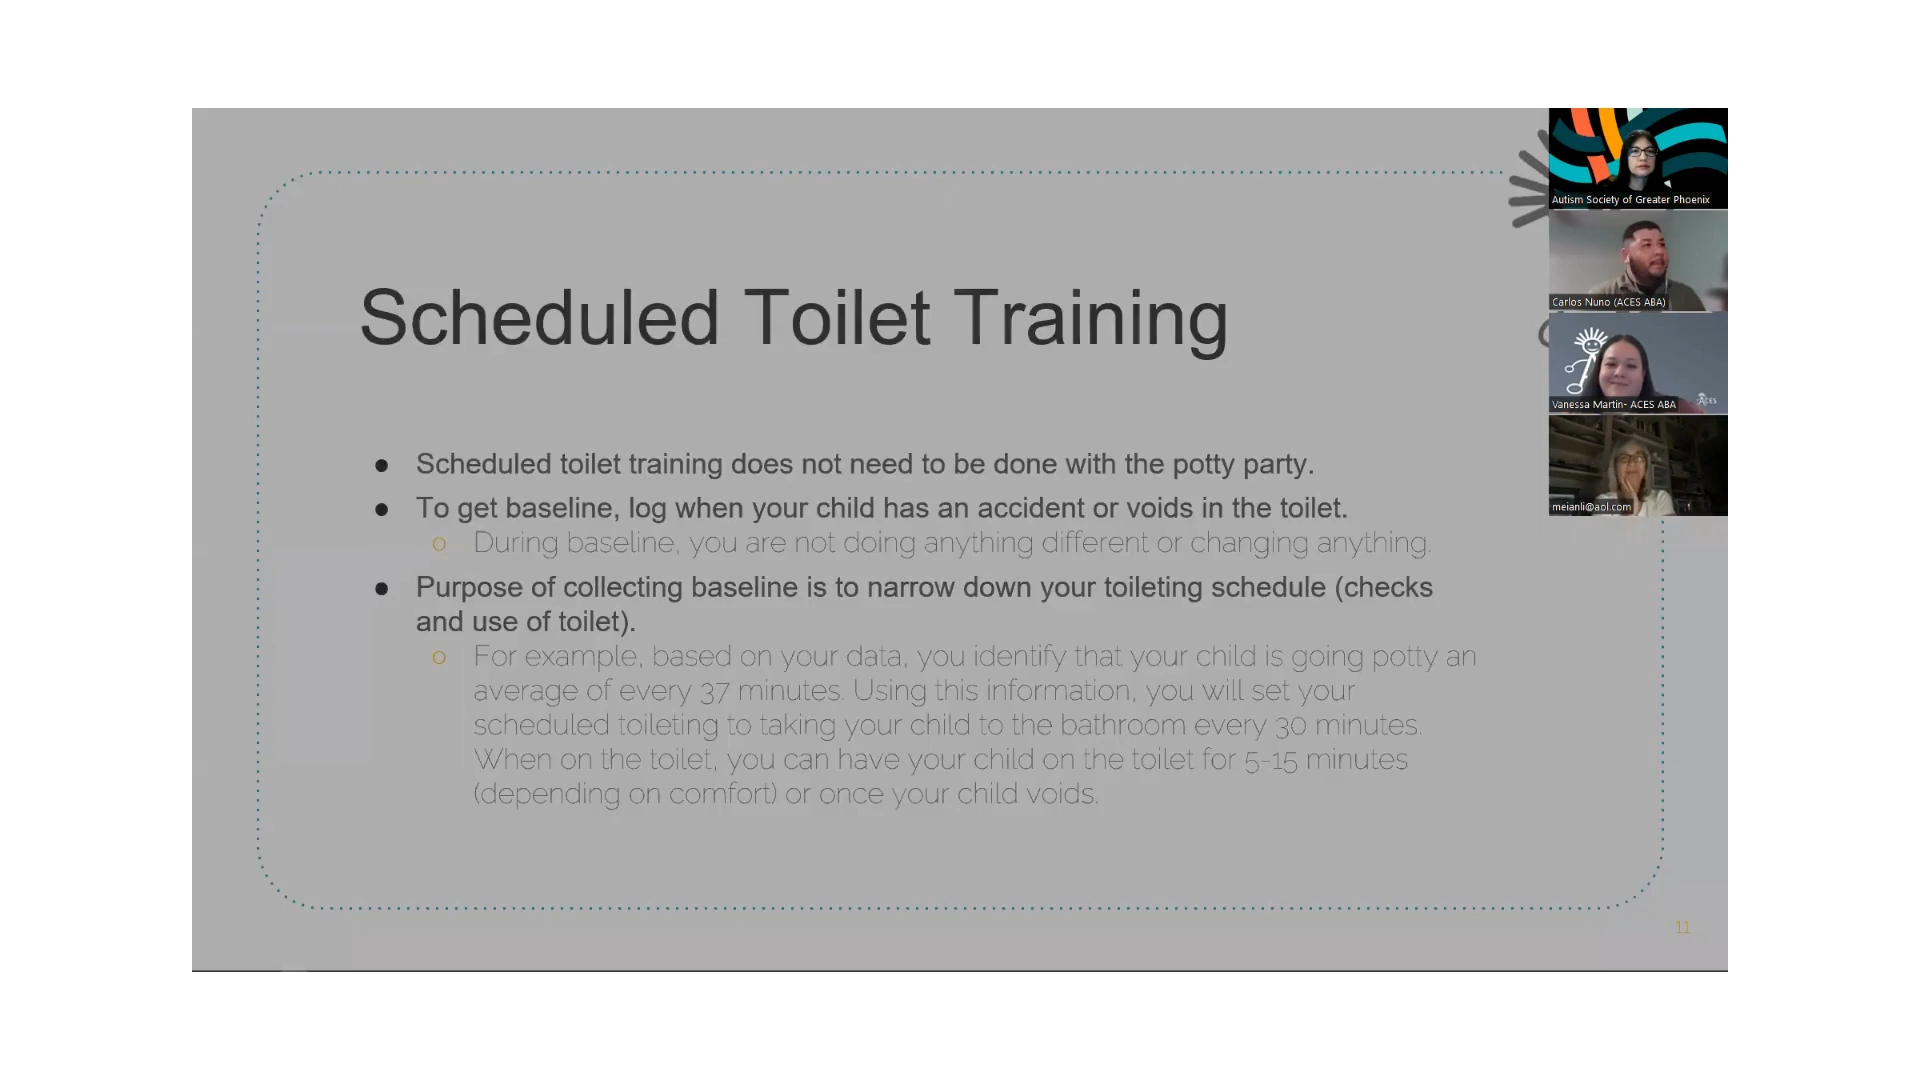 Scheduled Toilet Training
● Scheduled toilet training does not need to be done with the potty party.
● To get baseline, log when your child has an accident or voids in the toilet.
○ During baseline, you are not doing anything different or changing anything.
● Purpose of collecting baseline is to narrow down your toileting schedule (checks
and use of toilet).
○ For example, based on your data, you identify that your child is going potty an
average of every 37 minutes. Using this information, you will set your
scheduled toileting to taking your child to the bathroom every 30 minutes.
When on the toilet, you can have your child on the toilet for 5-15 minutes
(depending on comfort) or once your child voids.
11
Autism Society of Greater Phoenix
Carlos Nuno (ACES ABA)
Vanessa Martin- ACES ABA
ACES
meianli@aol.com